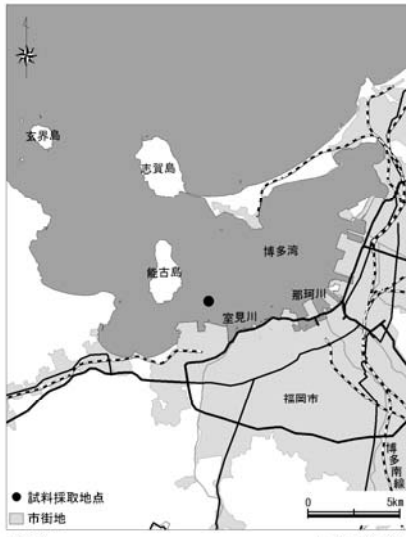 玄界島
志賀島
能古島
博多湾
那珂川
室見川
福岡市
博多南線
試料採取地点
市街地
0 5km